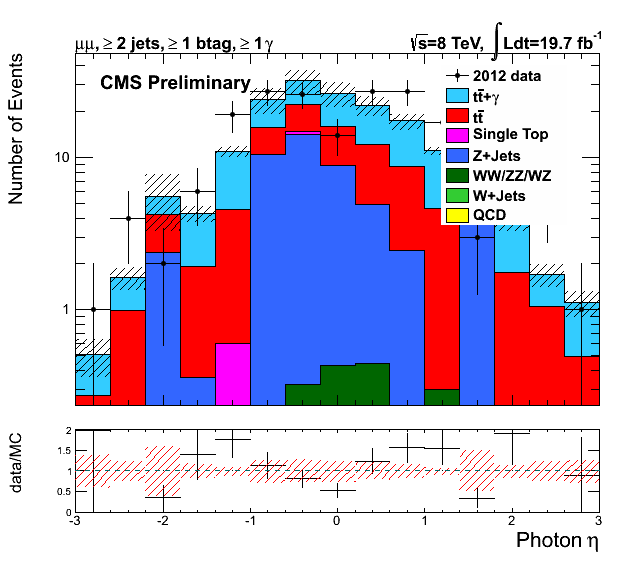 μμ, ≥ 2 jets, ≥ 1 btag, ≥ 1 γ
√s=8 TeV, ∫ Ldt=19.7 fb⁻¹
CMS Preliminary
2012 data
tt̄+γ
tt̄
Single Top
Z+Jets
WW/ZZ/WZ
W+Jets
QCD
Number of Events
10
1
data/MC
2
1.5
1
0.5
0
-3 -2 -1 0 1 2 3
Photon η